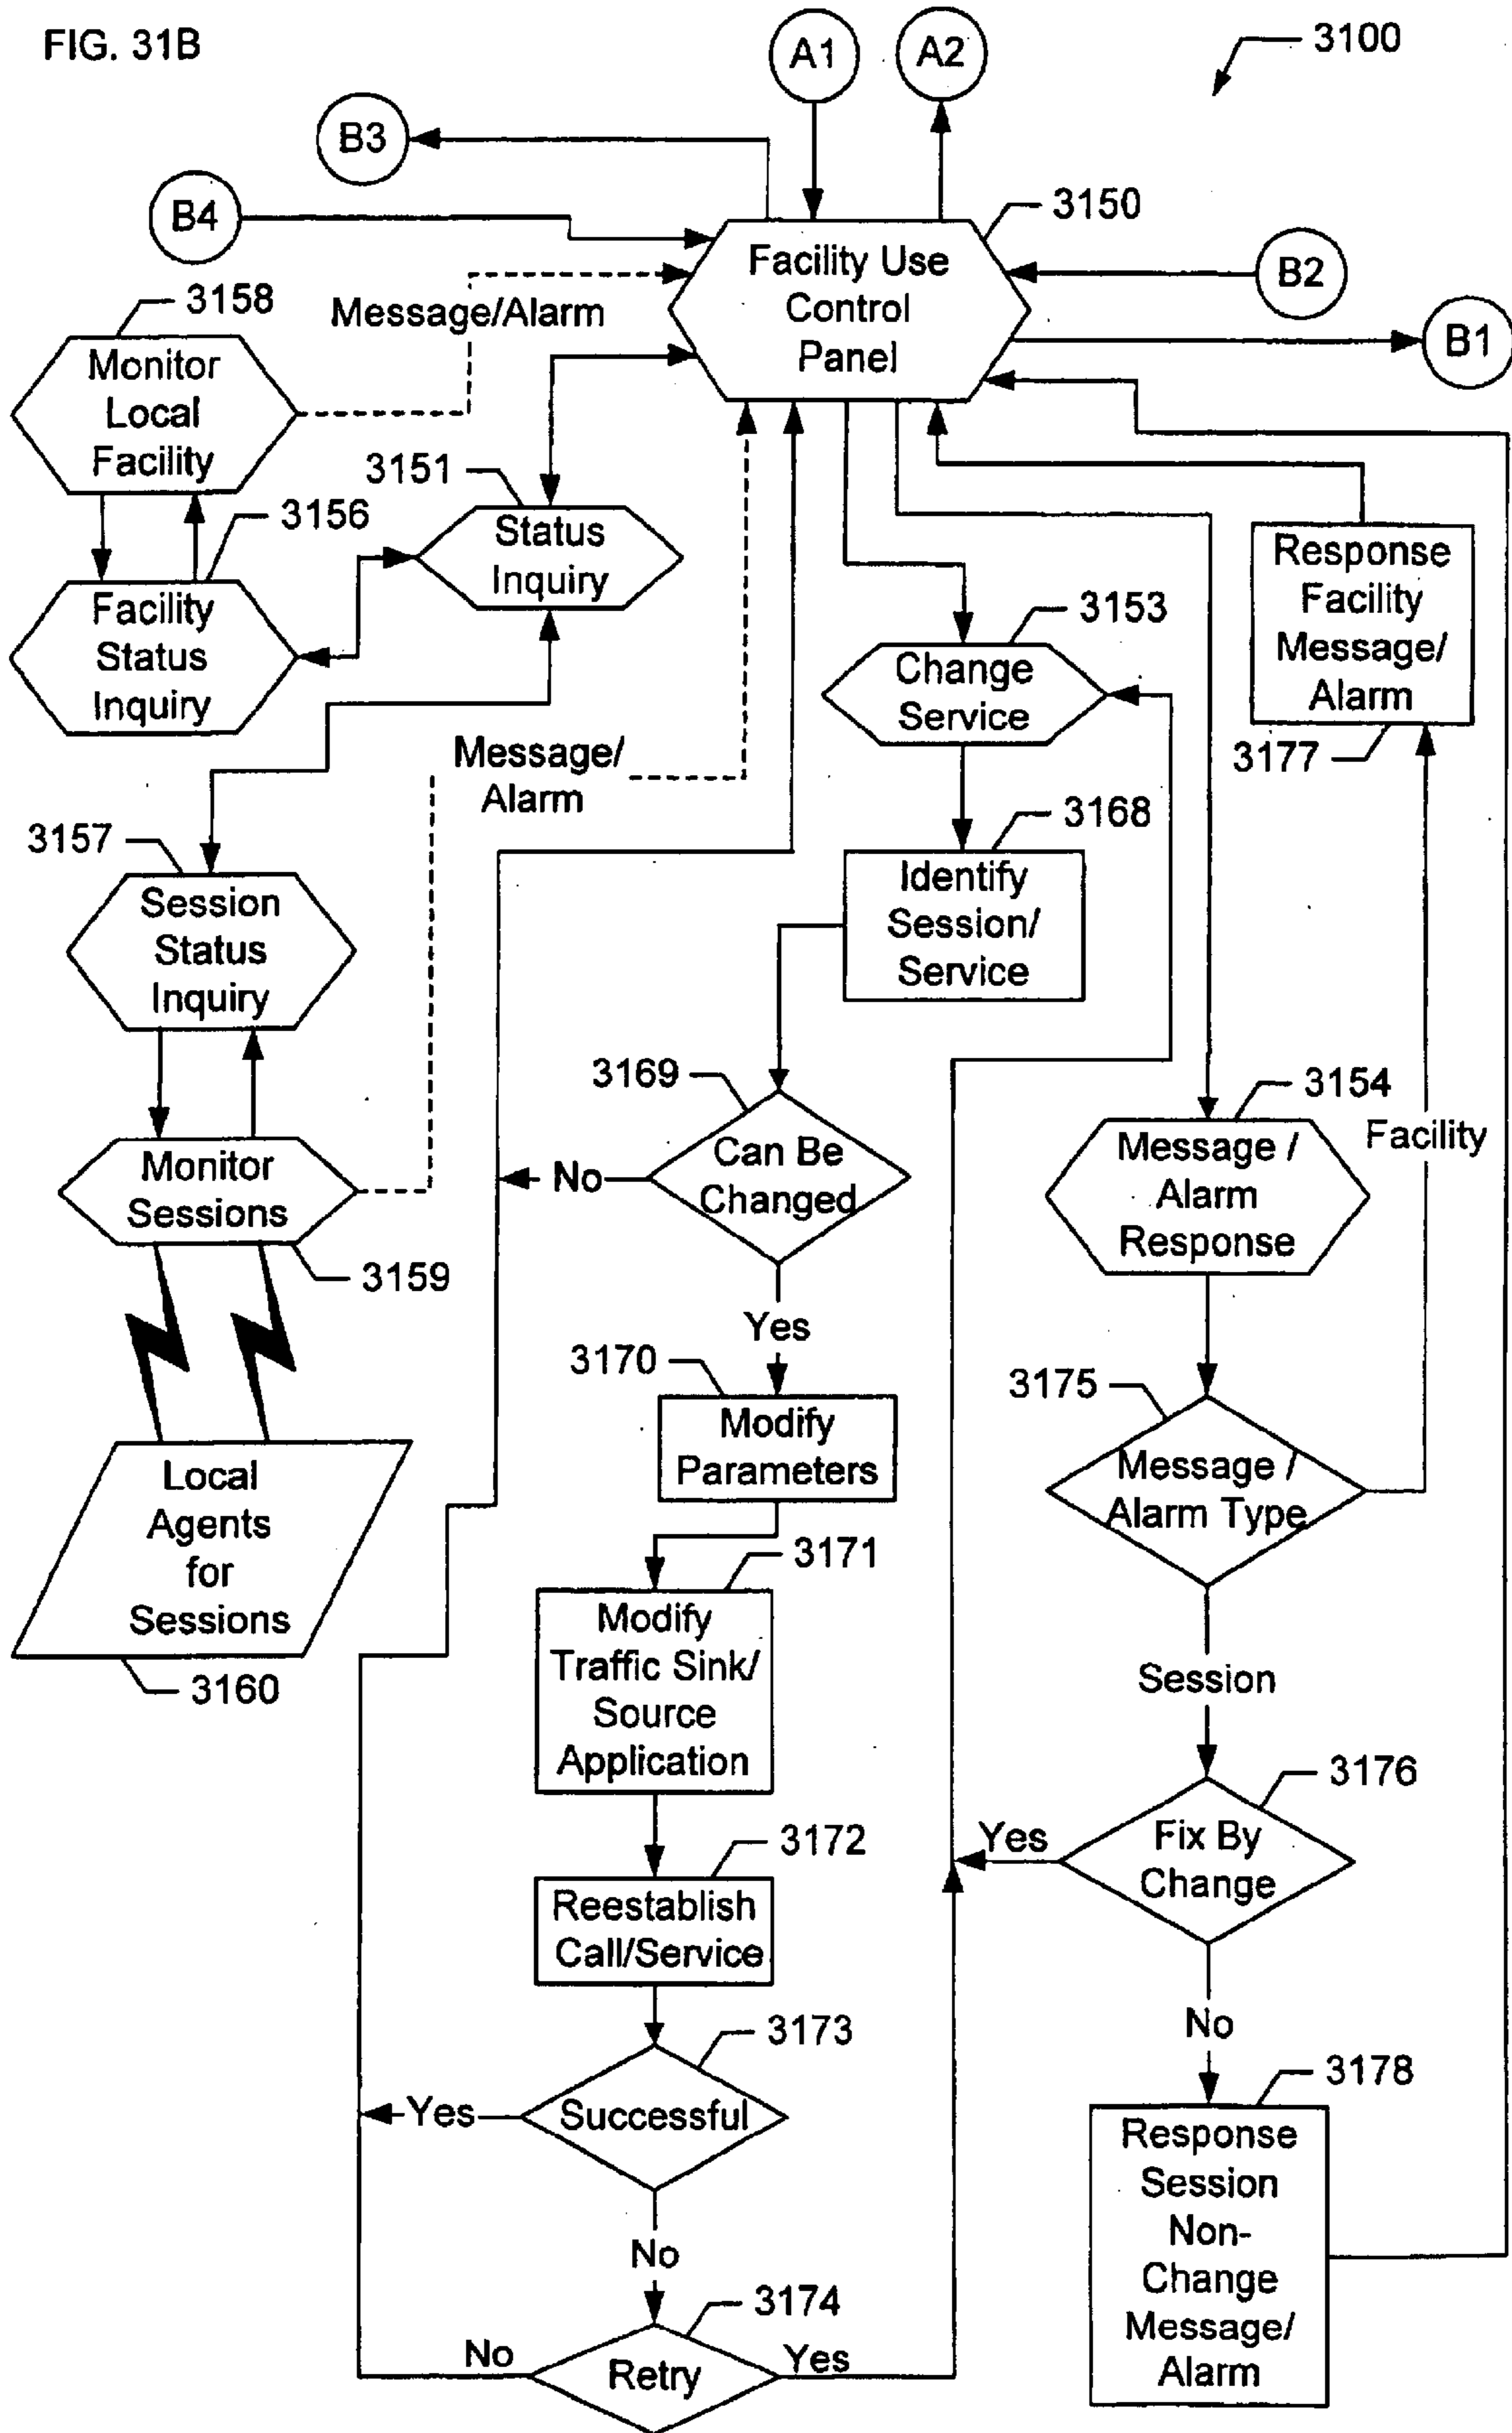 FIG. 31B
A1
A2
3100
B3
B4
3150
Facility Use
Control
Panel
B2
B1
3158
Message/Alarm
Monitor
Local
Facility
3151
3156
Status
Inquiry
Response
Facility
Message/
Alarm
3177
Facility
Status
Inquiry
3153
Change
Service
Message/
Alarm
3157
3168
Session
Status
Inquiry
Identify
Session/
Service
3169
3154
Facility
Can Be
Changed
No
Message /
Alarm
Response
Monitor
Sessions
3159
Yes
3170
3175
Modify
Parameters
Message /
Alarm Type
Local
Agents
for
Sessions
3160
3171
Modify
Traffic Sink/
Source
Application
Session
3176
3172
Yes
Fix By
Change
Reestablish
Call/Service
No
3173
3178
Yes
Successful
Response
Session
Non-
Change
Message/
Alarm
No
3174
No
Retry
Yes